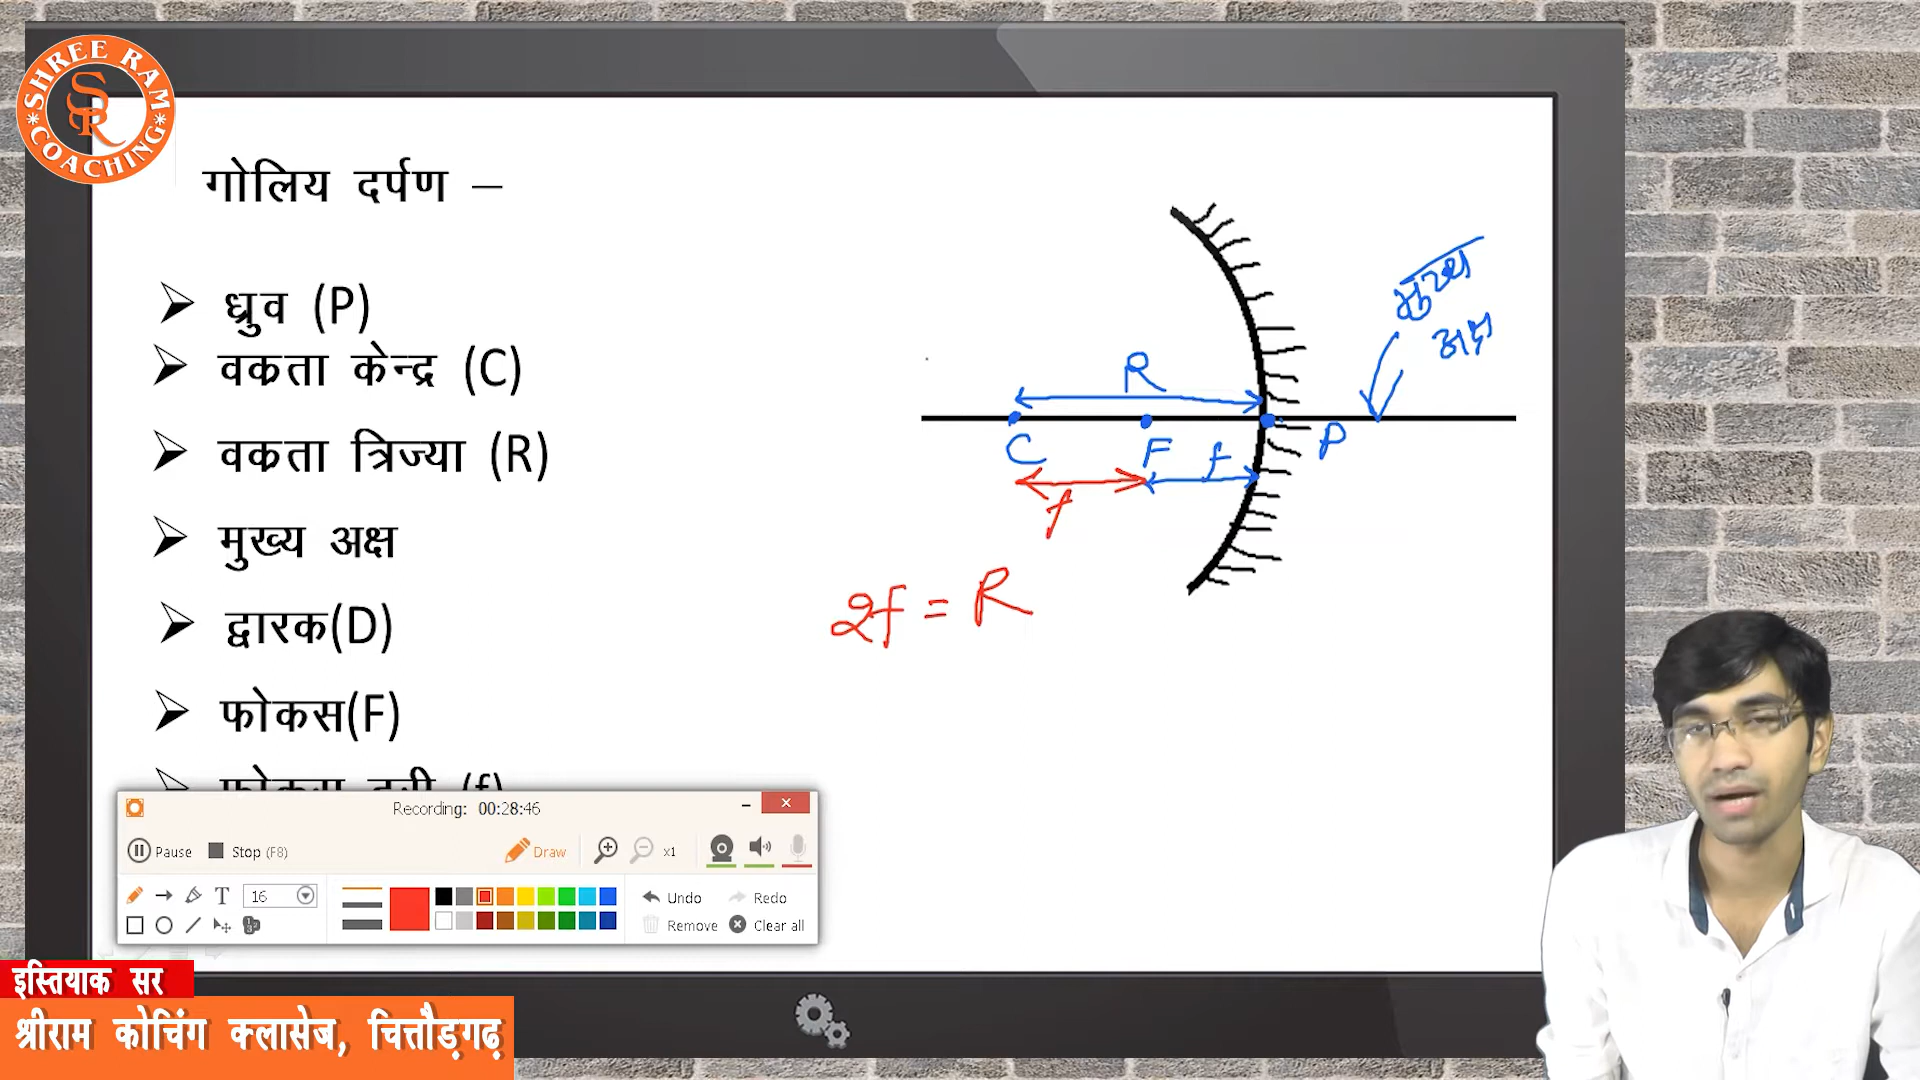 SHREE RAM
SR
COACHING
गोलिय दर्पण –
ध्रुव (P)
वकता केन्द्र (C)
वकता त्रिज्या (R)
मुख्य अक्ष
द्वारक(D)
फोकस(F)
R
C
F
f
P
f
2f = R
मुख्य
अक्ष
Recording: 00:28:46
Pause
Stop (F8)
Draw
x1
T
16
Undo
Redo
Remove
Clear all
इस्तियाक सर
श्रीराम कोचिंग क्लासेज, चित्तौड़गढ़